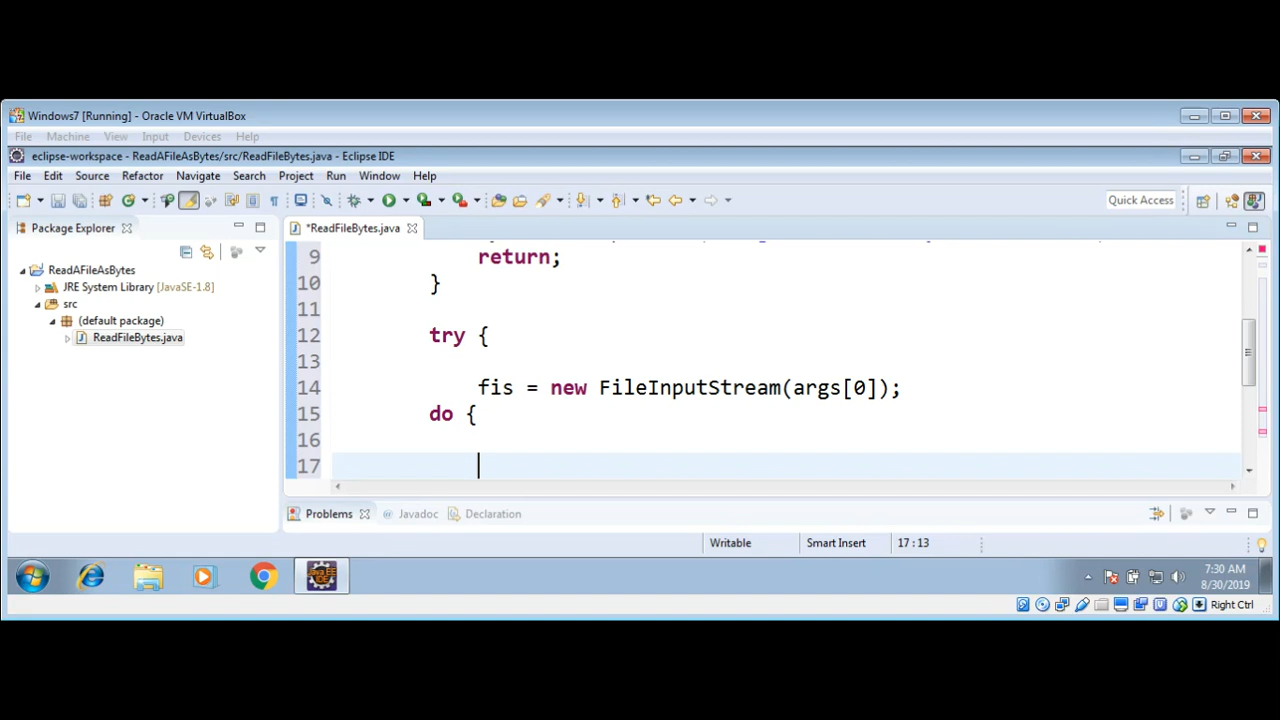 Windows7 [Running] - Oracle VM VirtualBox
File Machine View Input Devices Help
eclipse-workspace - ReadAFileAsBytes/src/ReadFileBytes.java - Eclipse IDE
File Edit Source Refactor Navigate Search Project Run Window Help
Quick Access
Package Explorer
*ReadFileBytes.java
ReadAFileAsBytes
JRE System Library [JavaSE-1.8]
src
(default package)
ReadFileBytes.java
9 return;
10 }
11
12 try {
13
14 fis = new FileInputStream(args[0]);
15 do {
16
17
Problems @ Javadoc Declaration
Writable Smart Insert 17 : 13
Java EE
IDE
7:30 AM
8/30/2019
Right Ctrl